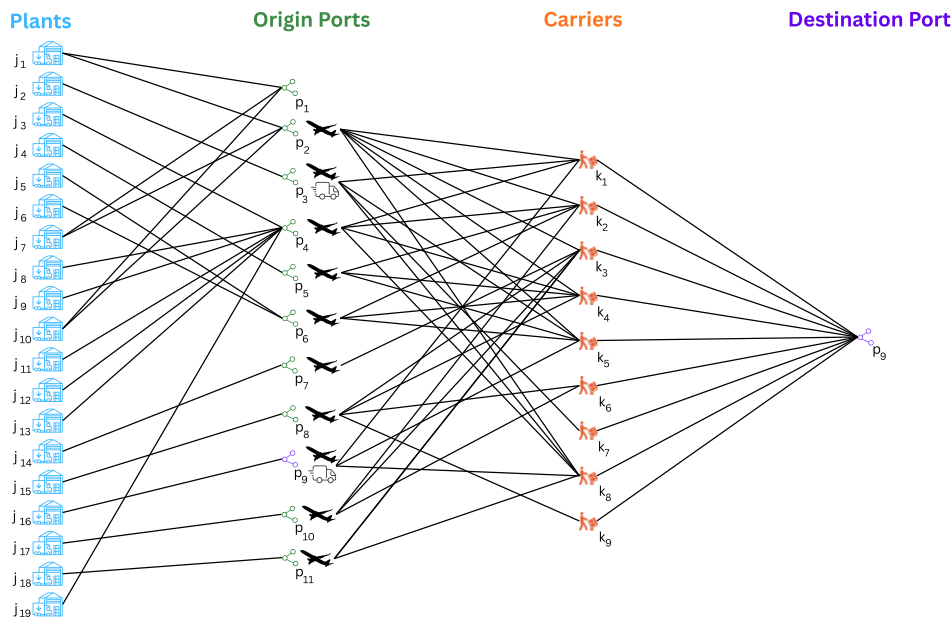 Plants
Origin Ports
Carriers
Destination Port
j1
j2
j3
j4
j5
j6
j7
j8
j9
j10
j11
j12
j13
j14
j15
j16
j17
j18
j19
p1
p2
p3
p4
p5
p6
p7
p8
p9
p10
p11
k1
k2
k3
k4
k5
k6
k7
k8
k9
p9